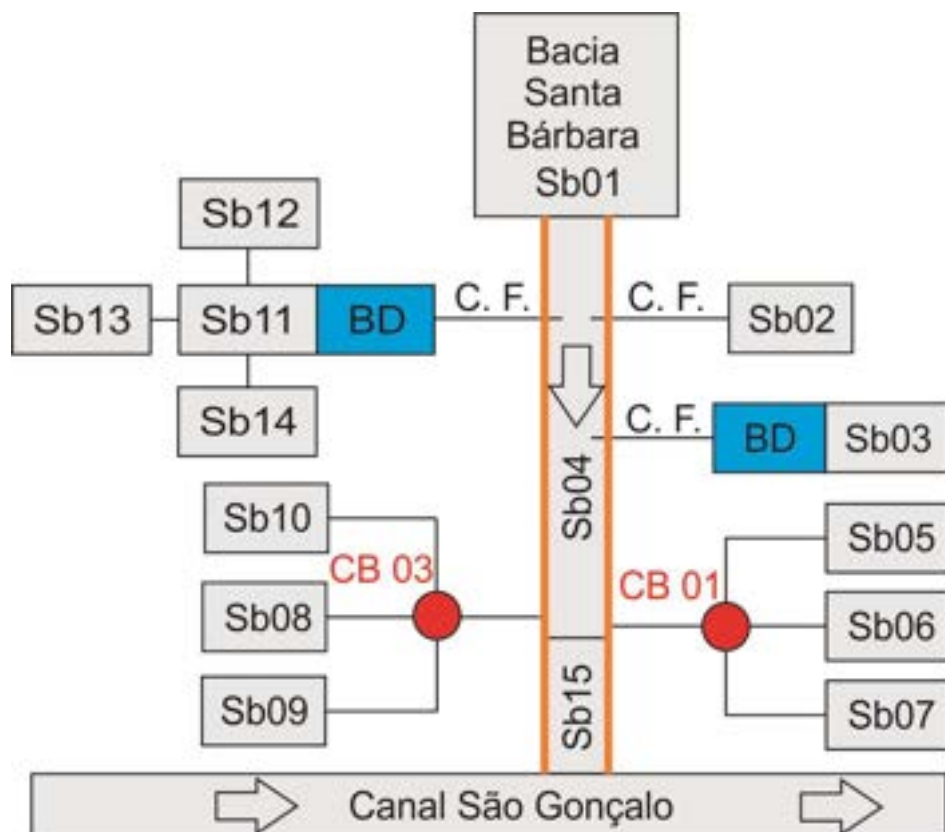 Bacia
Santa
Bárbara
Sb01
Sb12
Sb13
Sb11
BD
C. F.
C. F.
Sb02
Sb14
C. F.
BD
Sb03
Sb04
Sb10
Sb05
CB 03
CB 01
Sb08
Sb06
Sb09
Sb15
Sb07
Canal São Gonçalo